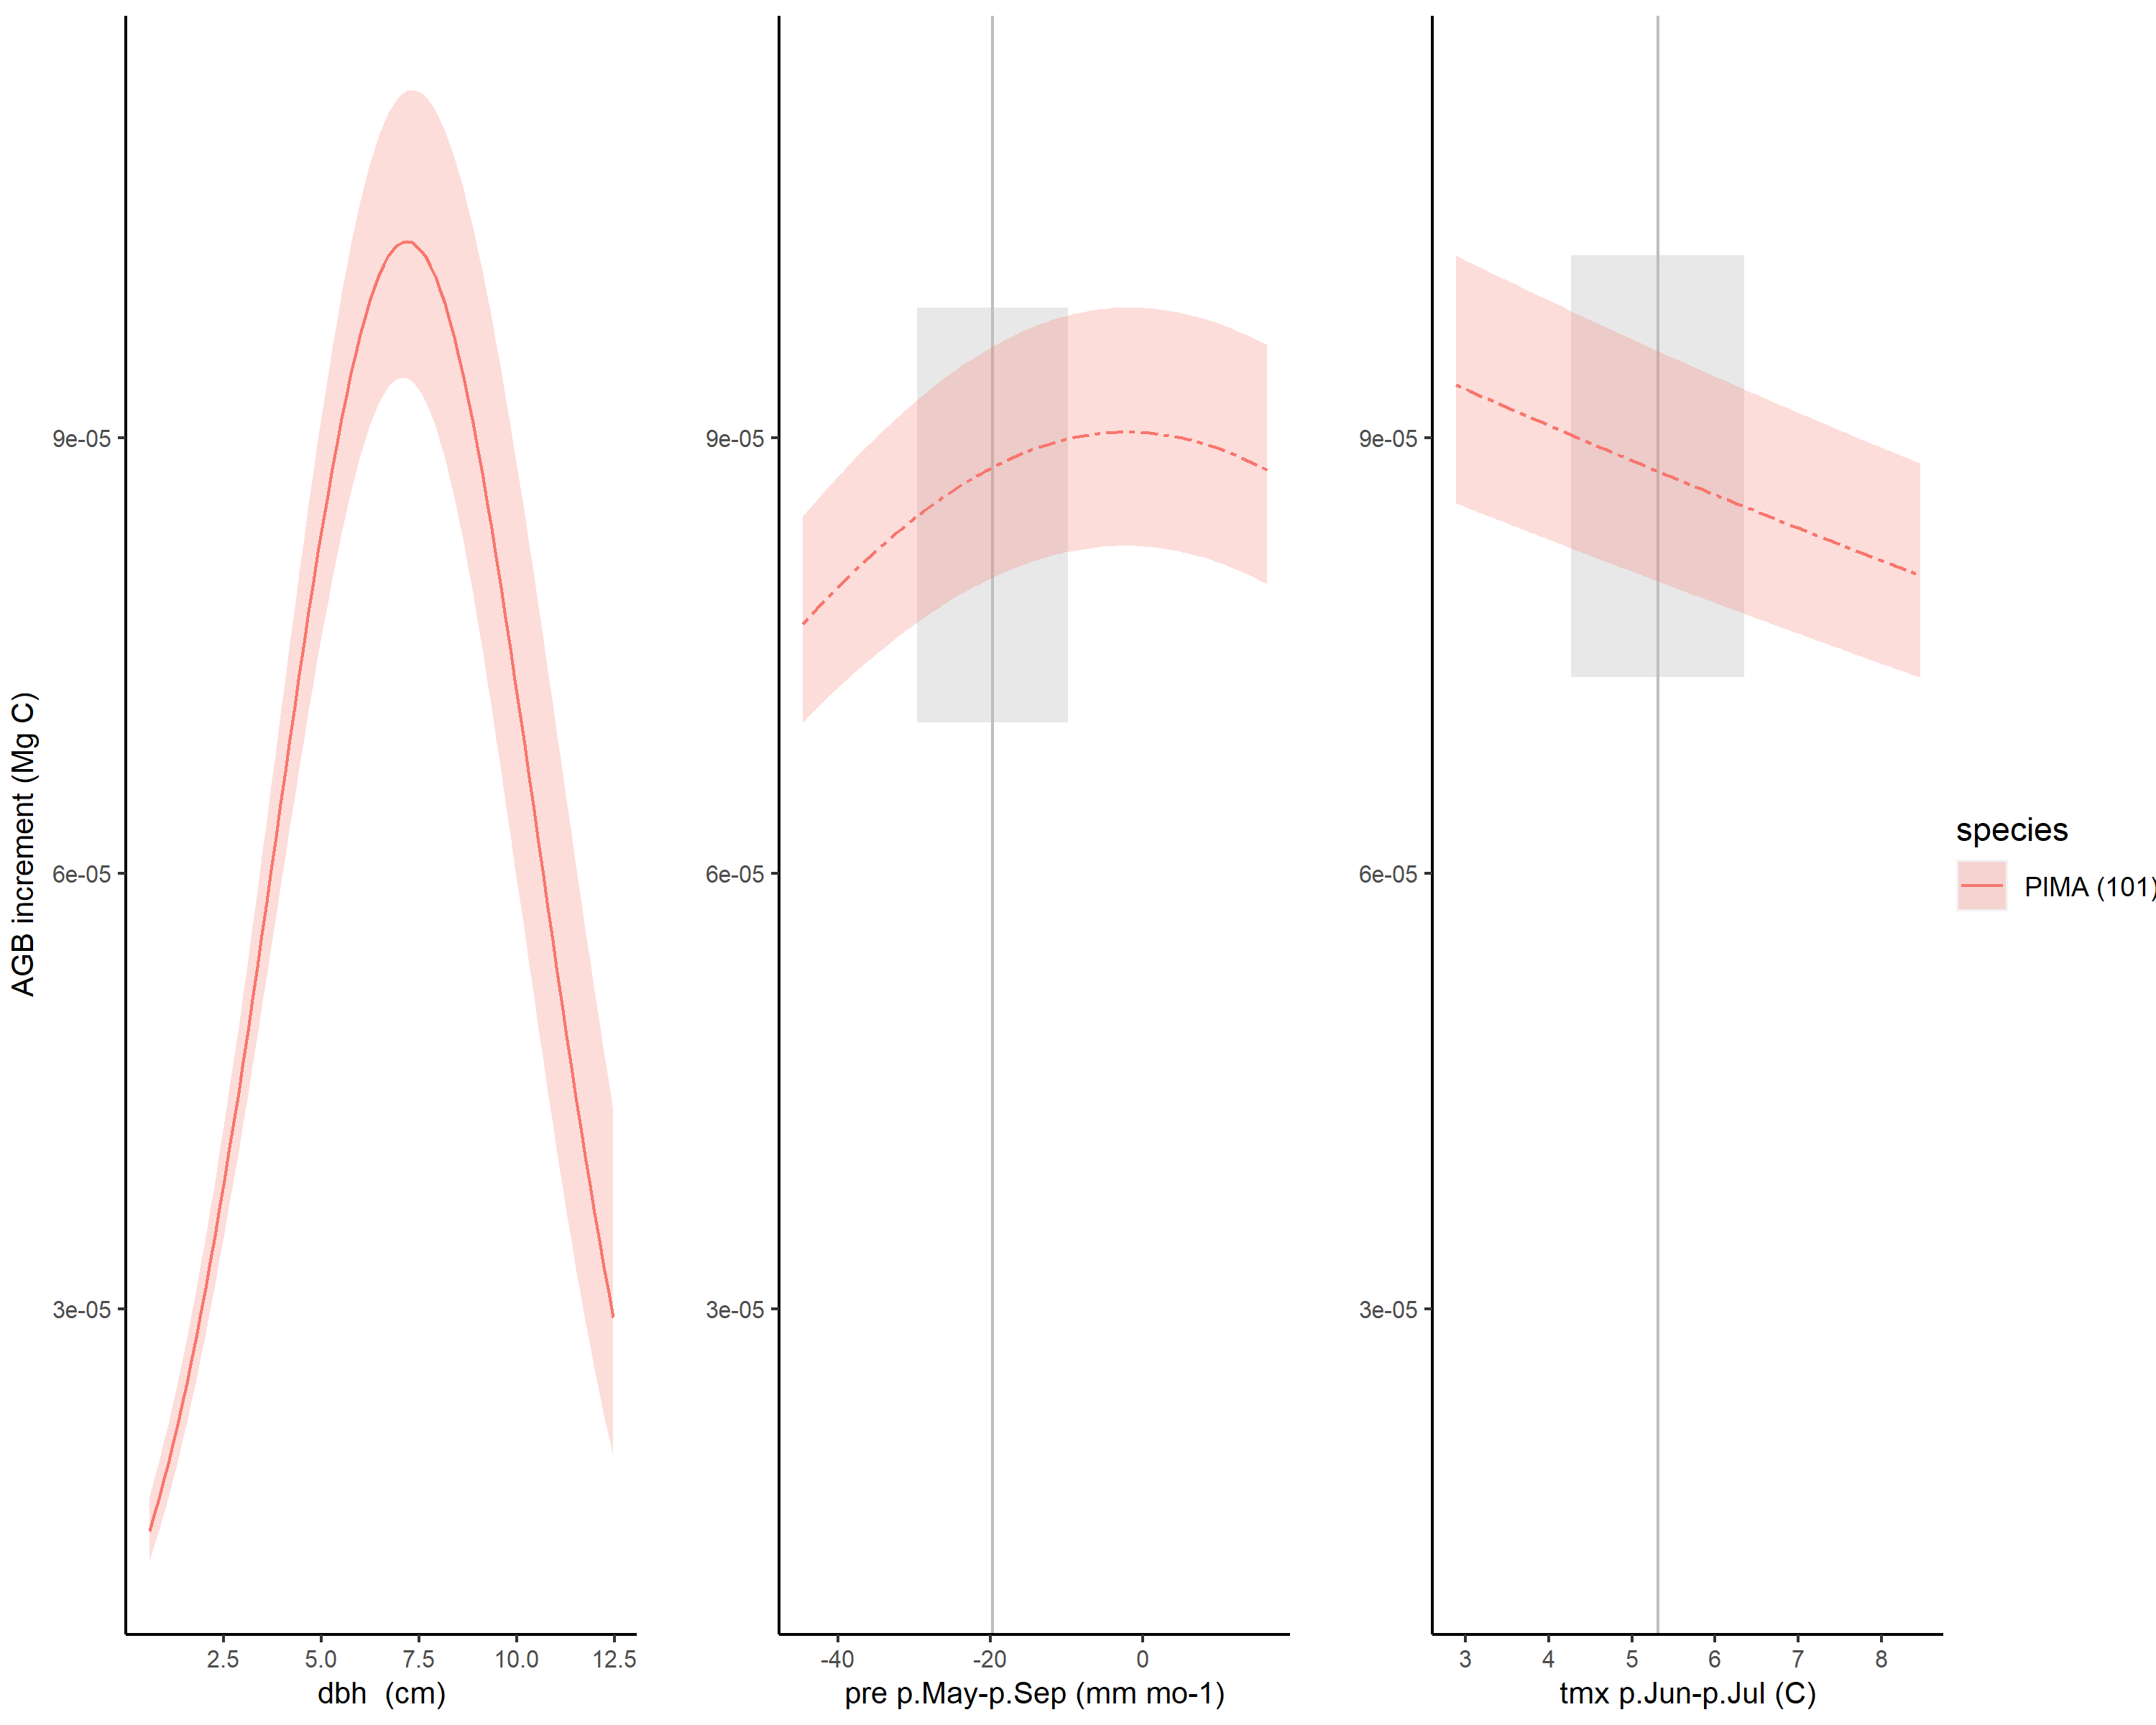 AGB increment (Mg C)
9e-05
6e-05
3e-05
2.5 5.0 7.5 10.0 12.5
dbh  (cm)
9e-05
6e-05
3e-05
-40 -20 0
pre p.May-p.Sep (mm mo-1)
9e-05
6e-05
3e-05
3 4 5 6 7 8
tmx p.Jun-p.Jul (C)
species
PIMA (101)